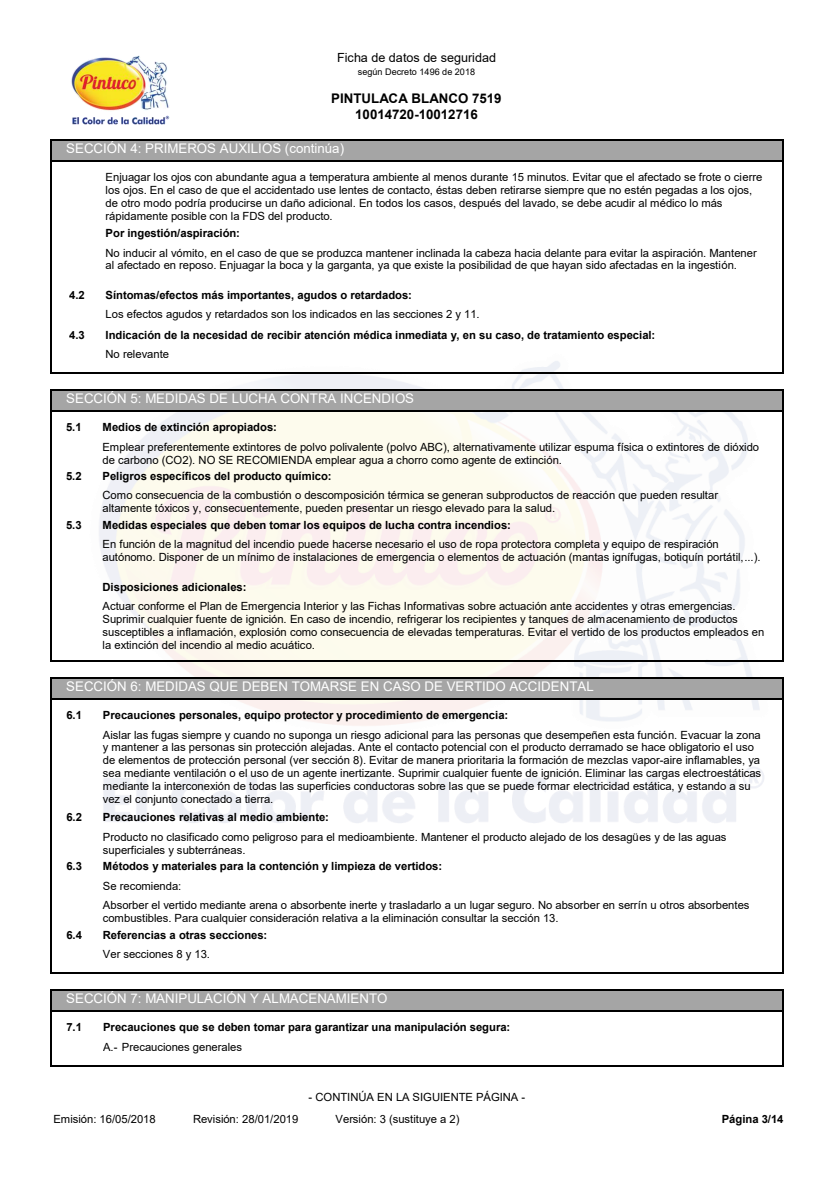 Pintuco®
El Color de la Calidad®
Ficha de datos de seguridad
según Decreto 1496 de 2018
PINTULACA BLANCO 7519
10014720-10012716
SECCIÓN 4: PRIMEROS AUXILIOS (continúa)
Enjuagar los ojos con abundante agua a temperatura ambiente al menos durante 15 minutos. Evitar que el afectado se frote o cierre
los ojos. En el caso de que el accidentado use lentes de contacto, éstas deben retirarse siempre que no estén pegadas a los ojos,
de otro modo podría producirse un daño adicional. En todos los casos, después del lavado, se debe acudir al médico lo más
rápidamente posible con la FDS del producto.
Por ingestión/aspiración:
No inducir al vómito, en el caso de que se produzca mantener inclinada la cabeza hacia delante para evitar la aspiración. Mantener
al afectado en reposo. Enjuagar la boca y la garganta, ya que existe la posibilidad de que hayan sido afectadas en la ingestión.
4.2 Síntomas/efectos más importantes, agudos o retardados:
Los efectos agudos y retardados son los indicados en las secciones 2 y 11.
4.3 Indicación de la necesidad de recibir atención médica inmediata y, en su caso, de tratamiento especial:
No relevante
SECCIÓN 5: MEDIDAS DE LUCHA CONTRA INCENDIOS
5.1 Medios de extinción apropiados:
Emplear preferentemente extintores de polvo polivalente (polvo ABC), alternativamente utilizar espuma física o extintores de dióxido
de carbono (CO2). NO SE RECOMIENDA emplear agua a chorro como agente de extinción.
5.2 Peligros específicos del producto químico:
Como consecuencia de la combustión o descomposición térmica se generan subproductos de reacción que pueden resultar
altamente tóxicos y, consecuentemente, pueden presentar un riesgo elevado para la salud.
5.3 Medidas especiales que deben tomar los equipos de lucha contra incendios:
En función de la magnitud del incendio puede hacerse necesario el uso de ropa protectora completa y equipo de respiración
autónomo. Disponer de un mínimo de instalaciones de emergencia o elementos de actuación (mantas ignífugas, botiquín portátil,...).
Disposiciones adicionales:
Actuar conforme el Plan de Emergencia Interior y las Fichas Informativas sobre actuación ante accidentes y otras emergencias.
Suprimir cualquier fuente de ignición. En caso de incendio, refrigerar los recipientes y tanques de almacenamiento de productos
susceptibles a inflamación, explosión como consecuencia de elevadas temperaturas. Evitar el vertido de los productos empleados en
la extinción del incendio al medio acuático.
SECCIÓN 6: MEDIDAS QUE DEBEN TOMARSE EN CASO DE VERTIDO ACCIDENTAL
6.1 Precauciones personales, equipo protector y procedimiento de emergencia:
Aislar las fugas siempre y cuando no suponga un riesgo adicional para las personas que desempeñen esta función. Evacuar la zona
y mantener a las personas sin protección alejadas. Ante el contacto potencial con el producto derramado se hace obligatorio el uso
de elementos de protección personal (ver sección 8). Evitar de manera prioritaria la formación de mezclas vapor-aire inflamables, ya
sea mediante ventilación o el uso de un agente inertizante. Suprimir cualquier fuente de ignición. Eliminar las cargas electroestáticas
mediante la interconexión de todas las superficies conductoras sobre las que se puede formar electricidad estática, y estando a su
vez el conjunto conectado a tierra.
6.2 Precauciones relativas al medio ambiente:
Producto no clasificado como peligroso para el medioambiente. Mantener el producto alejado de los desagües y de las aguas
superficiales y subterráneas.
6.3 Métodos y materiales para la contención y limpieza de vertidos:
Se recomienda:
Absorber el vertido mediante arena o absorbente inerte y trasladarlo a un lugar seguro. No absorber en serrín u otros absorbentes
combustibles. Para cualquier consideración relativa a la eliminación consultar la sección 13.
6.4 Referencias a otras secciones:
Ver secciones 8 y 13.
SECCIÓN 7: MANIPULACIÓN Y ALMACENAMIENTO
7.1 Precauciones que se deben tomar para garantizar una manipulación segura:
A.- Precauciones generales
- CONTINÚA EN LA SIGUIENTE PÁGINA -
Emisión: 16/05/2018 Revisión: 28/01/2019 Versión: 3 (sustituye a 2) Página 3/14